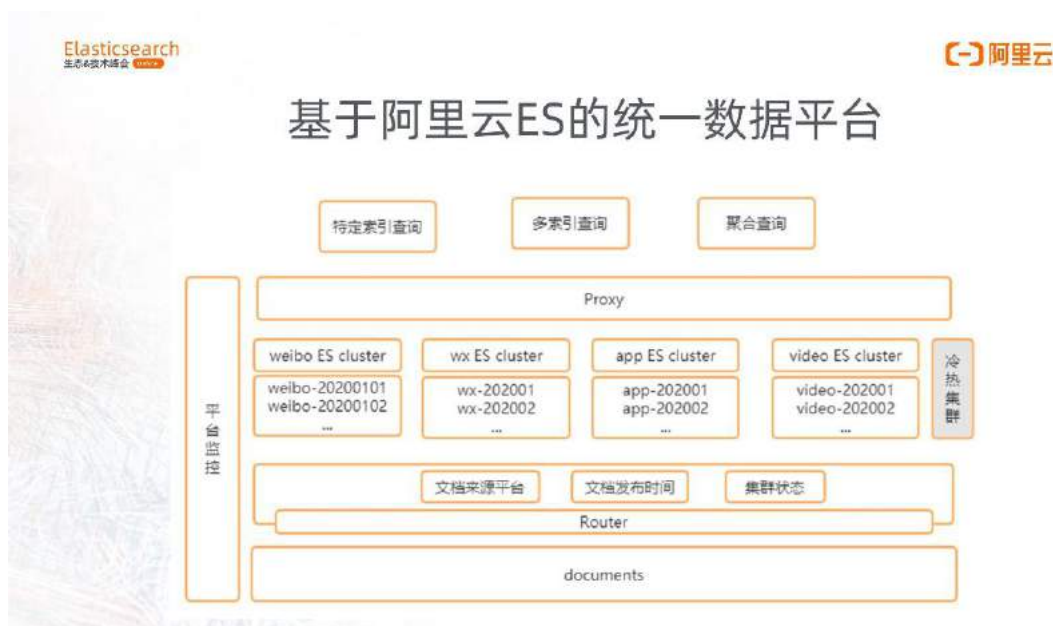 Elasticsearch
生态&技术峰会
阿里云
基于阿里云ES的统一数据平台
特定索引查询
多索引查询
聚合查询
Proxy
weibo ES cluster
wx ES cluster
app ES cluster
video ES cluster
weibo-20200101
weibo-20200102
...
wx-202001
wx-202002
...
app-202001
app-202002
...
video-202001
video-202002
...
冷热集群
平台监控
文档来源平台
文档发布时间
集群状态
Router
documents